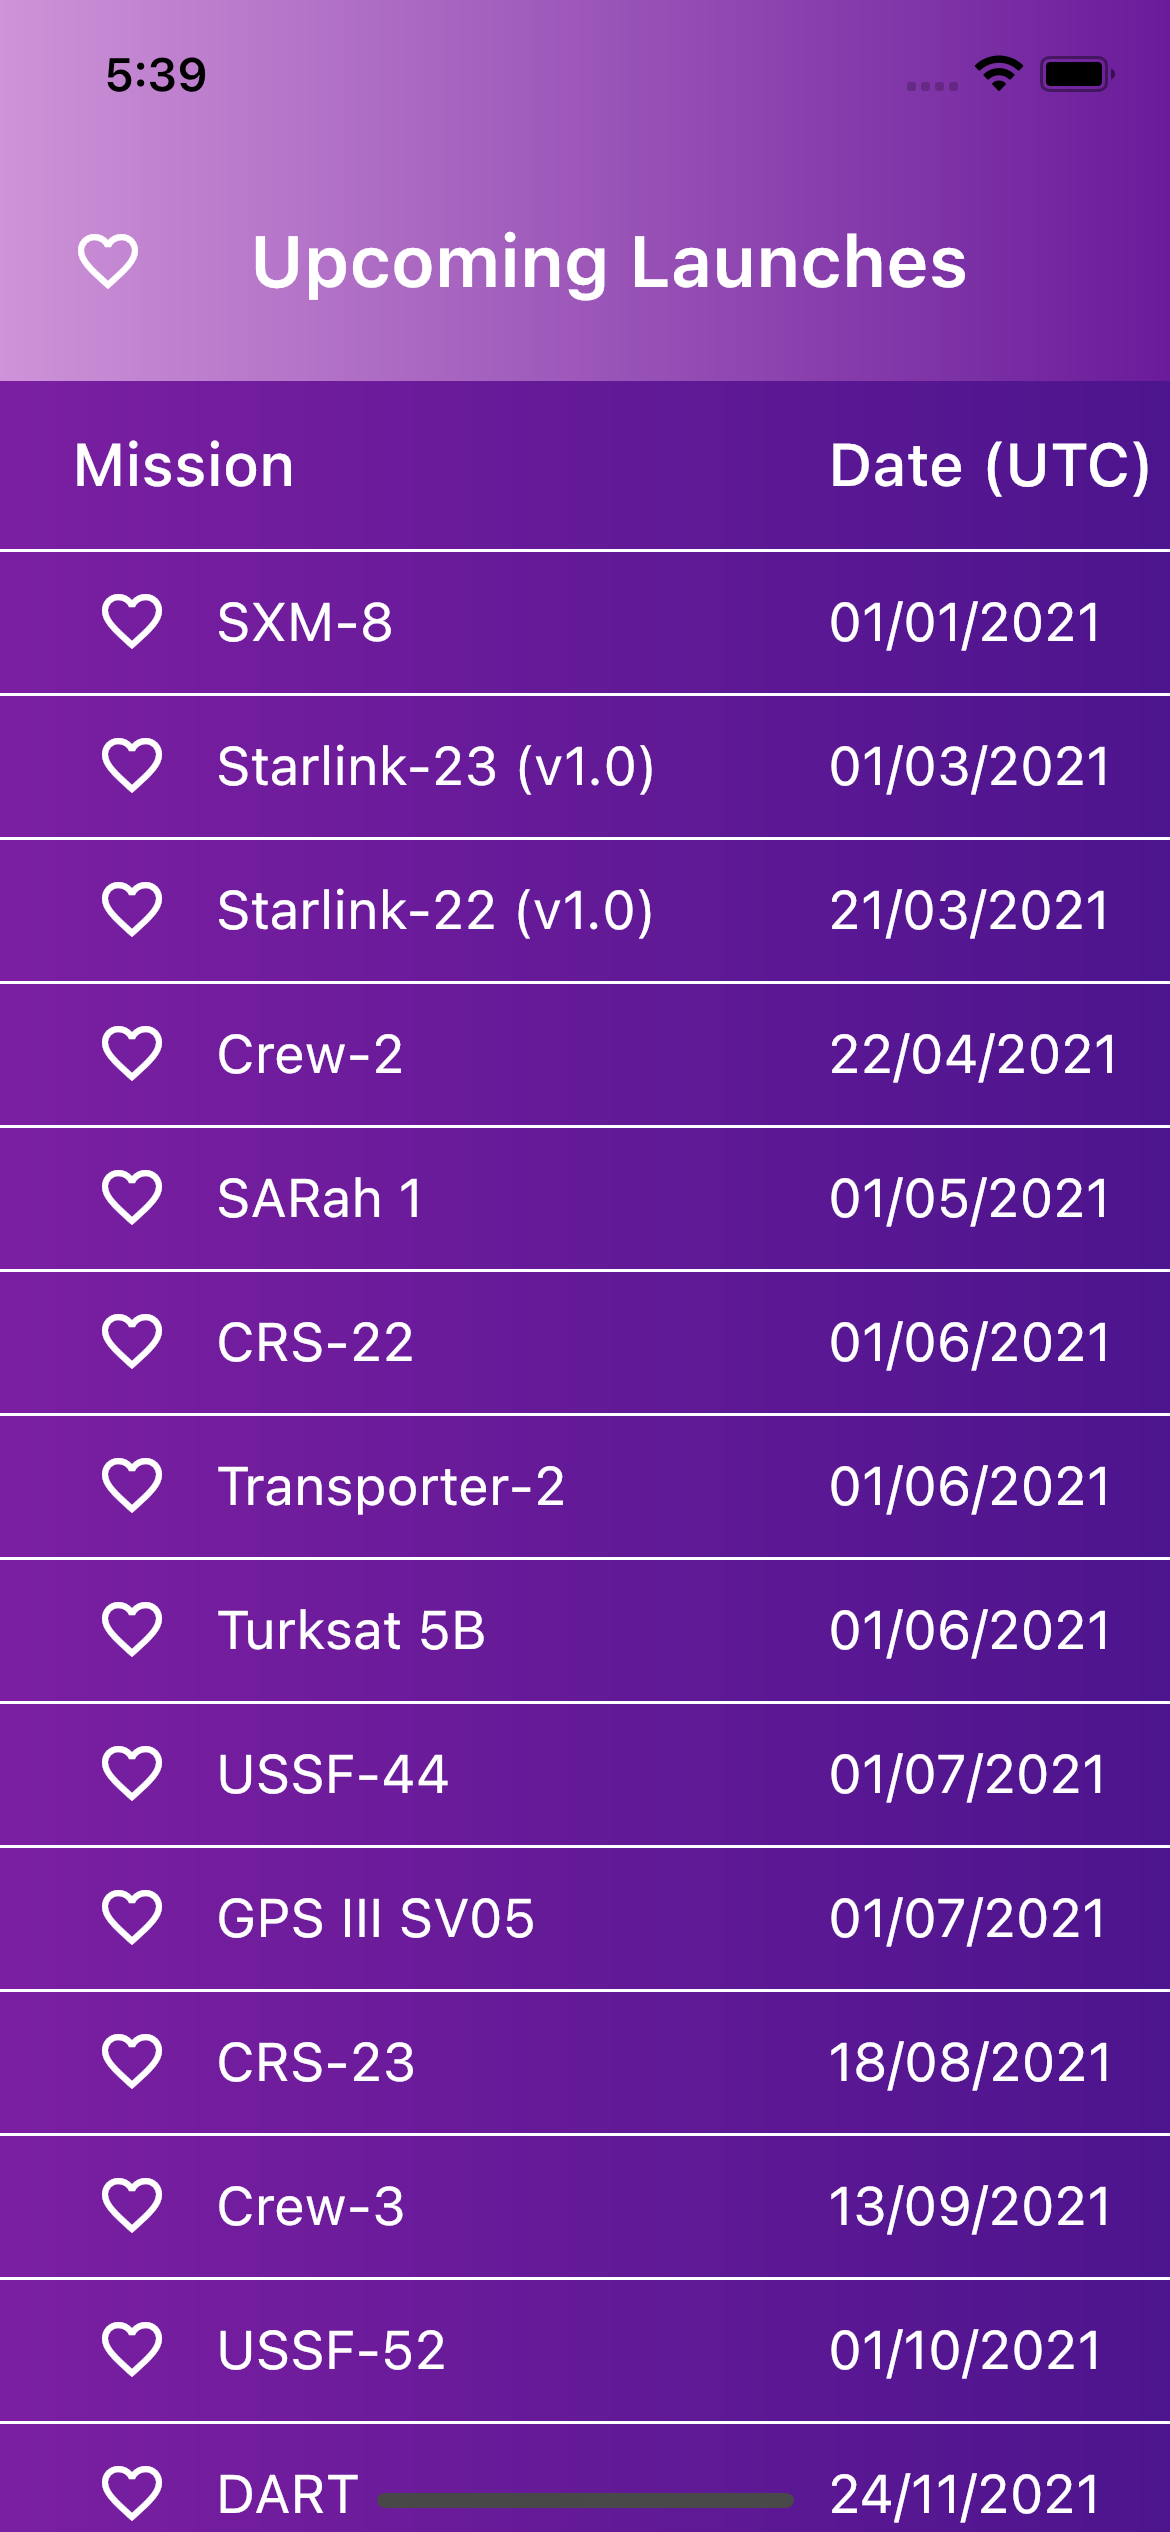 5:39
Upcoming Launches
Mission Date (UTC)
SXM-8 01/01/2021
Starlink-23 (v1.0) 01/03/2021
Starlink-22 (v1.0) 21/03/2021
Crew-2 22/04/2021
SARah 1 01/05/2021
CRS-22 01/06/2021
Transporter-2 01/06/2021
Turksat 5B 01/06/2021
USSF-44 01/07/2021
GPS III SV05 01/07/2021
CRS-23 18/08/2021
Crew-3 13/09/2021
USSF-52 01/10/2021
DART 24/11/2021